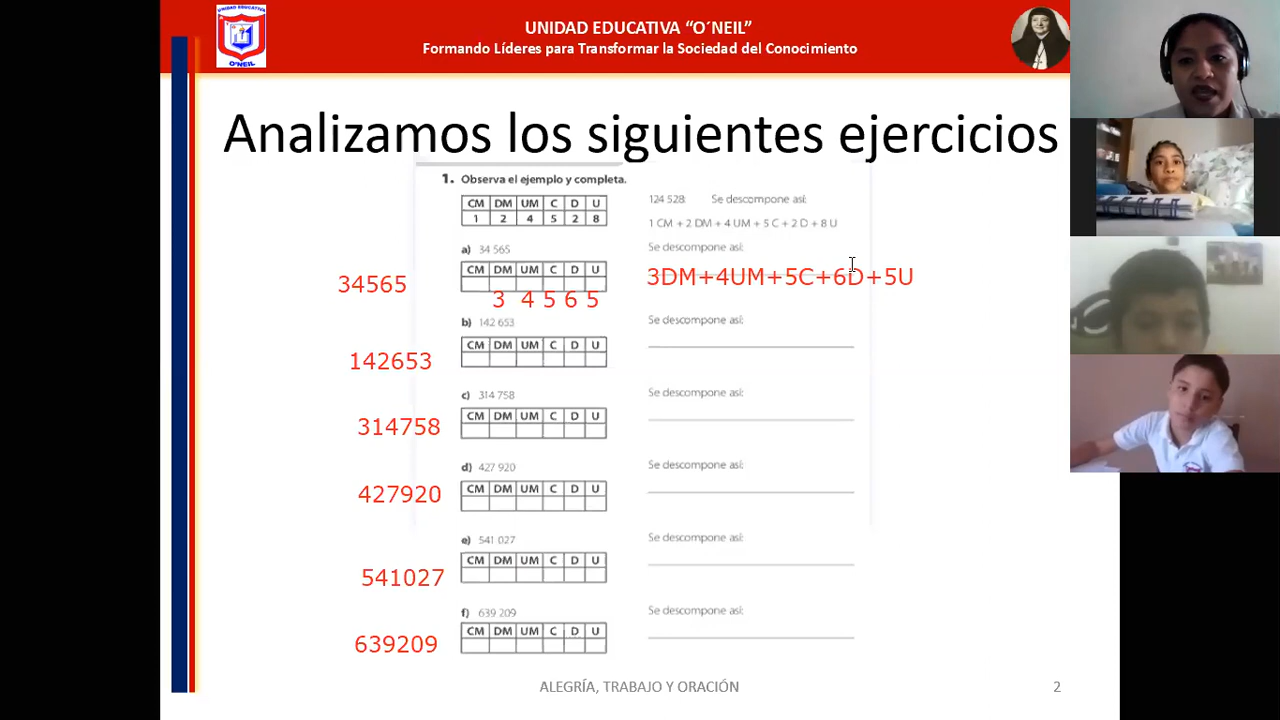 UNIDAD EDUCATIVA “O´NEIL”
Formando Líderes para Transformar la Sociedad del Conocimiento
O'NEIL
Analizamos los siguientes ejercicios
1. Observa el ejemplo y completa.
CM DM UM C D U
1 2 4 5 2 8
124 528: Se descompone así:
1 CM + 2 DM + 4 UM + 5 C + 2 D + 8 U
a) 34 565
Se descompone así:
34565
CM DM UM C D U
3 4 5 6 5
3DM+4UM+5C+6D+5U
b) 142 653
Se descompone así:
142653
CM DM UM C D U
c) 314 758
Se descompone así:
314758
CM DM UM C D U
d) 427 920
Se descompone así:
427920
CM DM UM C D U
e) 541 027
Se descompone así:
541027
CM DM UM C D U
f) 639 209
Se descompone así:
639209
CM DM UM C D U
ALEGRÍA, TRABAJO Y ORACIÓN
2